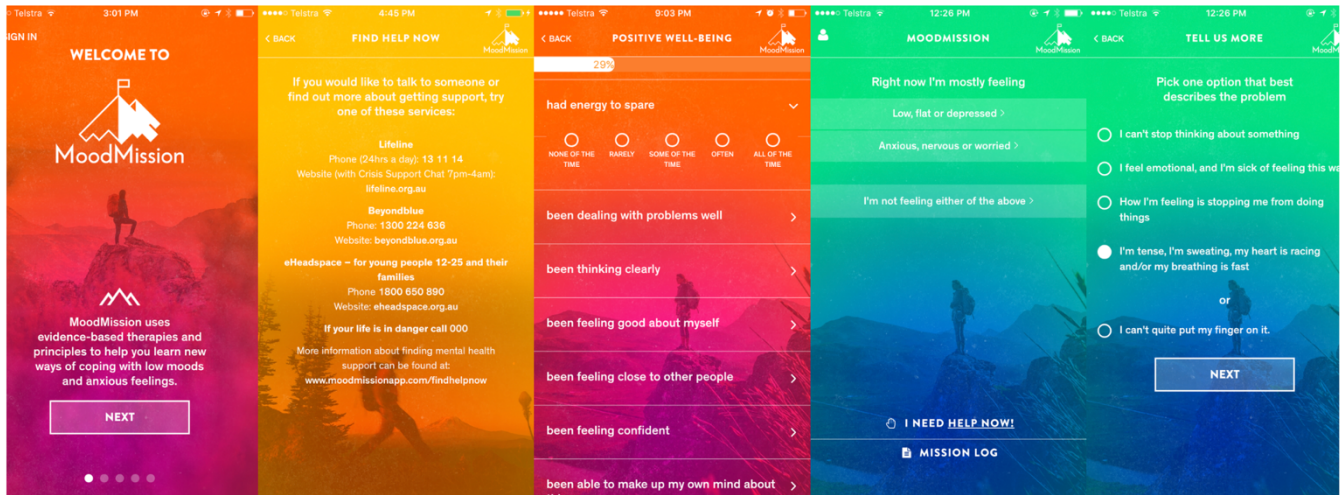 Telstra
3:01 PM
SIGN IN
WELCOME TO
MoodMission
MoodMission uses
evidence-based therapies and
principles to help you learn new
ways of coping with low moods
and anxious feelings.
NEXT
Telstra
4:45 PM
< BACK
FIND HELP NOW
MoodMission
If you would like to talk to someone or
find out more about getting support, try
one of these services:
Lifeline
Phone (24hrs a day): 13 11 14
Website (with Crisis Support Chat 7pm-4am):
lifeline.org.au
Beyondblue
Phone: 1300 224 636
Website: beyondblue.org.au
eHeadspace – for young people 12-25 and their
families
Phone 1800 650 890
Website: eheadspace.org.au
If your life is in danger call 000
More information about finding mental health
support can be found at:
www.moodmissionapp.com/findhelpnow
Telstra
9:03 PM
< BACK
POSITIVE WELL-BEING
MoodMission
29%
had energy to spare
NONE OF THE
TIME
RARELY
SOME OF THE
TIME
OFTEN
ALL OF THE
TIME
been dealing with problems well
been thinking clearly
been feeling good about myself
been feeling close to other people
been feeling confident
been able to make up my own mind about
Telstra
12:26 PM
MOODMISSION
MoodMission
Right now I'm mostly feeling
Low, flat or depressed >
Anxious, nervous or worried >
I'm not feeling either of the above >
I NEED HELP NOW!
MISSION LOG
Telstra
12:26 PM
< BACK
TELL US MORE
MoodM
Pick one option that best
describes the problem
I can't stop thinking about something
I feel emotional, and I'm sick of feeling this wa
How I'm feeling is stopping me from doing
things
I'm tense, I'm sweating, my heart is racing
and/or my breathing is fast
or
I can't quite put my finger on it.
NEXT